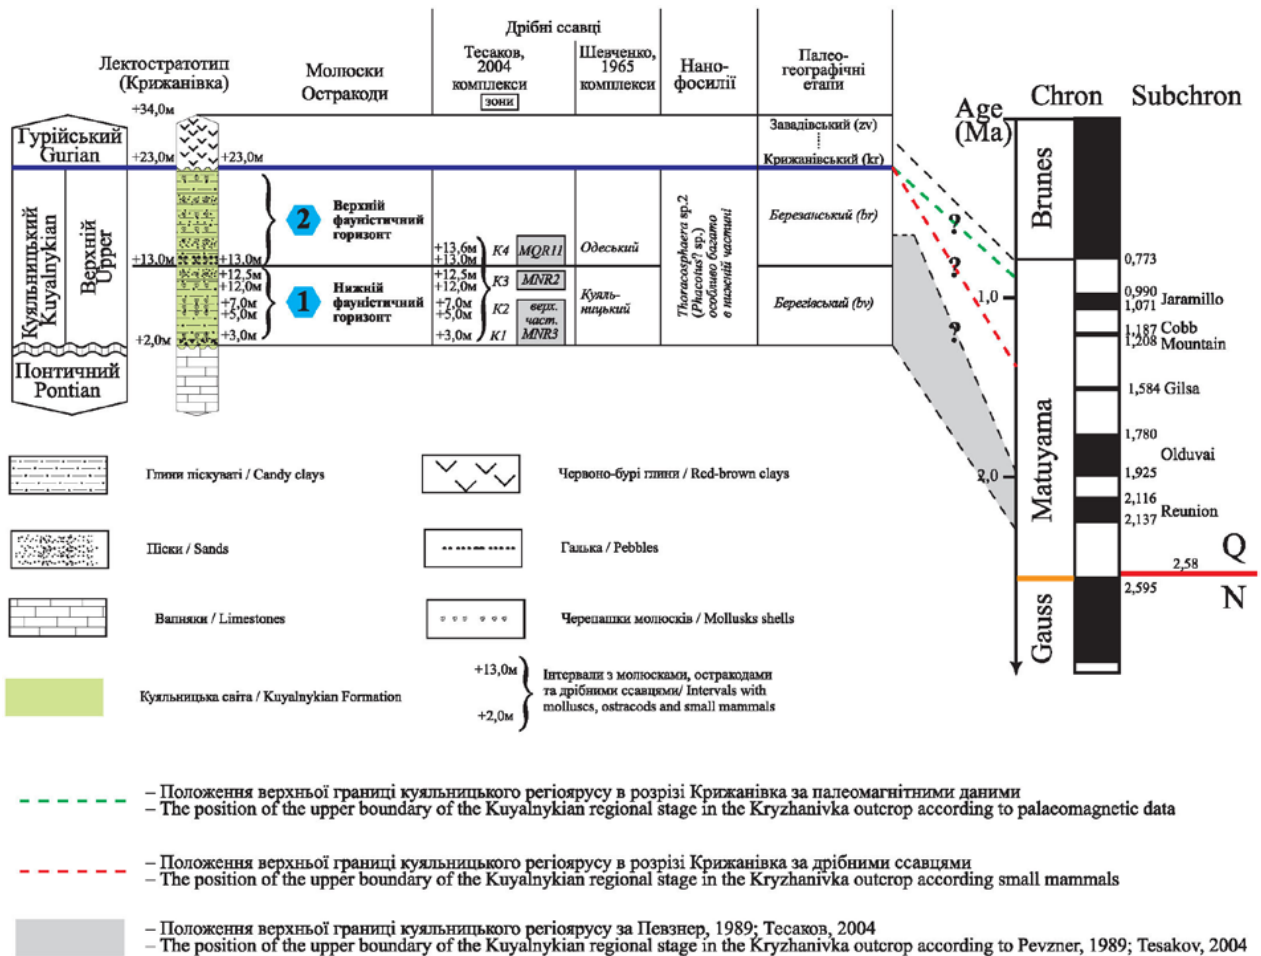 Дрібні ссавці
Лектостратотип
(Крижанівка)
Молюски
Остракоди
Тесаков,
2004
комплекси
зони
Шевченко,
1965
комплекси
Нано-
фосилії
Палео-
географічні
етапи
Age
(Ma)
Chron
Subchron
+34,0м
Гурійський
Gurian
+23,0м
+23,0м
Завадівський (zv)
Крижанівський (kr)
Куяльницький
Kuyalnykian
Верхній
Upper
2
Верхній
фауністичний
горизонт
+13,0м
+13,0м
+13,6м
+13,0м
K4
MQR11
Одеський
Березанський (br)
1
Нижній
фауністичний
горизонт
+12,5м
+12,0м
+7,0м
+5,0м
+3,0м
+2,0м
+12,5м
+12,0м
+7,0м
+5,0м
+3,0м
K3
MNR2
K2
верх.
част.
K1
MNR3
Куяль-
ницький
Thoracosphaera sp.2
(Phacotus? sp.)
особливо багато
в нижній частині
Берегівський (bv)
Понтичний
Pontian
?
?
?
1,0
2,0
Brunes
Matuyama
Gauss
0,773
0,990
1,071
Jaramillo
1,187
1,208
Cobb
Mountain
1,584
Gilsa
1,780
Olduvai
1,925
2,116
Reunion
2,137
Q
2,58
2,595
N
Глини піскуваті / Candy clays
Червоно-бурі глини / Red-brown clays
Піски / Sands
Галька / Pebbles
Вапняки / Limestones
Черепашки молюсків / Mollusks shells
Куяльницька світа / Kuyalnykian Formation
+13,0м
+2,0м
Інтервали з молюсками, остракодами
та дрібними ссавцями/ Intervals with
molluscs, ostracods and small mammals
– Положення верхньої границі куяльницького регіоярусу в розрізі Крижанівка за палеомагнітними даними
– The position of the upper boundary of the Kuyalnykian regional stage in the Kryzhanivka outcrop according to palaeomagnetic data
– Положення верхньої границі куяльницького регіоярусу в розрізі Крижанівка за дрібними ссавцями
– The position of the upper boundary of the Kuyalnykian regional stage in the Kryzhanivka outcrop according small mammals
– Положення верхньої границі куяльницького регіоярусу за Певзнер, 1989; Тесаков, 2004
– The position of the upper boundary of the Kuyalnykian regional stage in the Kryzhanivka outcrop according to Pevzner, 1989; Tesakov, 2004